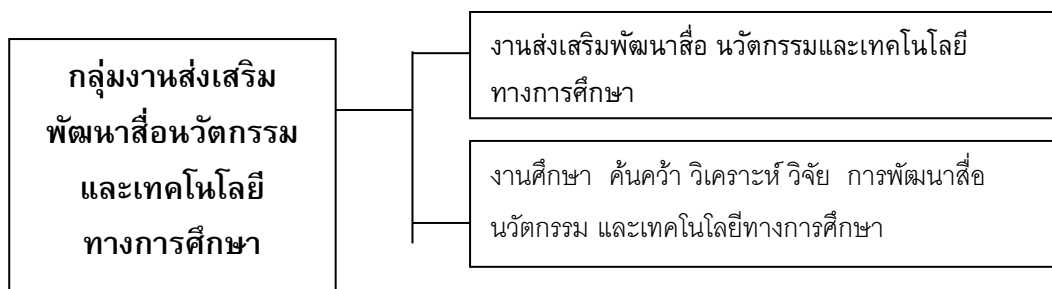 กลุ่มงานส่งเสริม
พัฒนาสื่อนวัตกรรม
และเทคโนโลยี
ทางการศึกษา
งานส่งเสริมพัฒนาสื่อ นวัตกรรมและเทคโนโลยี
ทางการศึกษา
งานศึกษา ค้นคว้า วิเคราะห์ วิจัย การพัฒนาสื่อ
นวัตกรรม และเทคโนโลยีทางการศึกษา